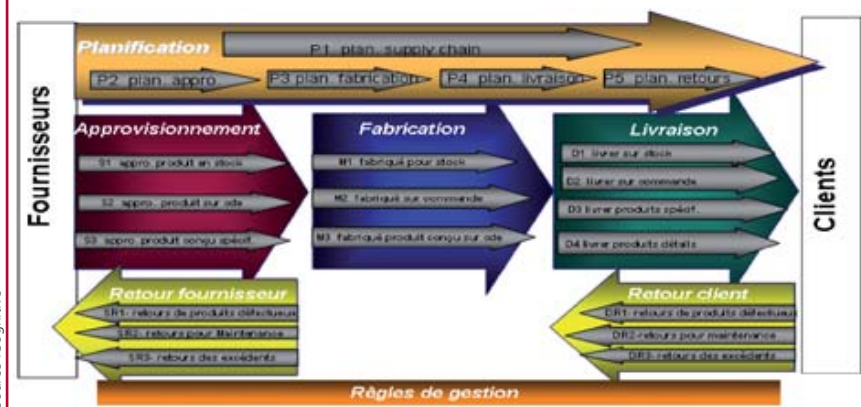 Planification
P1. plan. supply chain
P2 plan. appro
P3 plan. fabrication
P4 plan. livraison
P5 plan. retours
Fournisseurs
Clients
Approvisionnement
S1 appro. produit en stock
S2 appro. produit sur cde
S3 appro. produit conçu spécif.
Fabrication
M1 fabriqué pour stock
M2 fabriqué sur commande
M3 fabriqué produit conçu sur cde
Livraison
D1 livrer sur stock
D2 livrer sur commande
D3 livrer produits spécif.
D4 livrer produits détails
Retour fournisseur
SR1- retours de produits défectueux
SR2- retours pour Maintenance
SR3- retours des excédents
Retour client
DR1- retours de produits défectueux
DR2-retours pour maintenance
DR3- retours des excédents
Règles de gestion